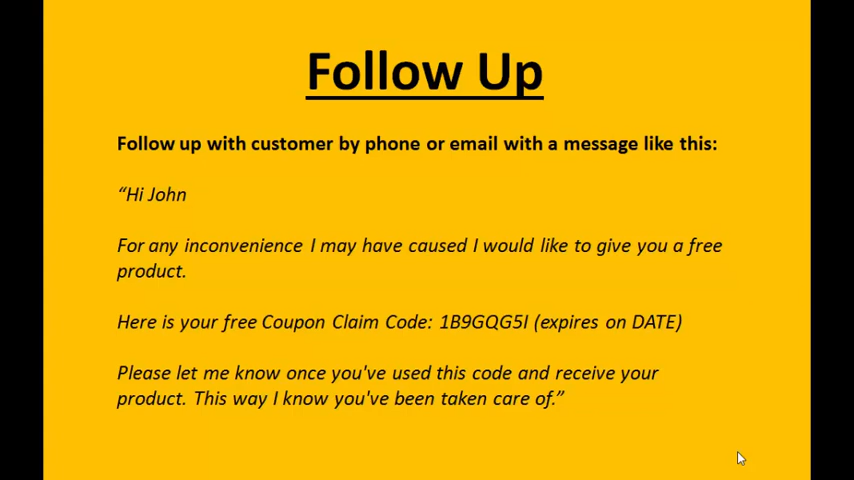 Follow Up
Follow up with customer by phone or email with a message like this:
“Hi John
For any inconvenience I may have caused I would like to give you a free
product.
Here is your free Coupon Claim Code: 1B9GQG5I (expires on DATE)
Please let me know once you've used this code and receive your
product. This way I know you've been taken care of.”